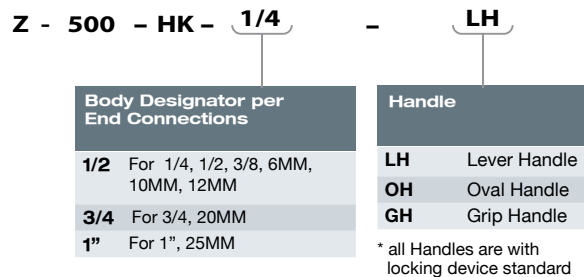 Z - 500 – HK – 1/4 – LH
Body Designator per
End Connections
1/2 For 1/4, 1/2, 3/8, 6MM,
10MM, 12MM
3/4 For 3/4, 20MM
1" For 1", 25MM
Handle
LH Lever Handle
OH Oval Handle
GH Grip Handle
* all Handles are with
locking device standard